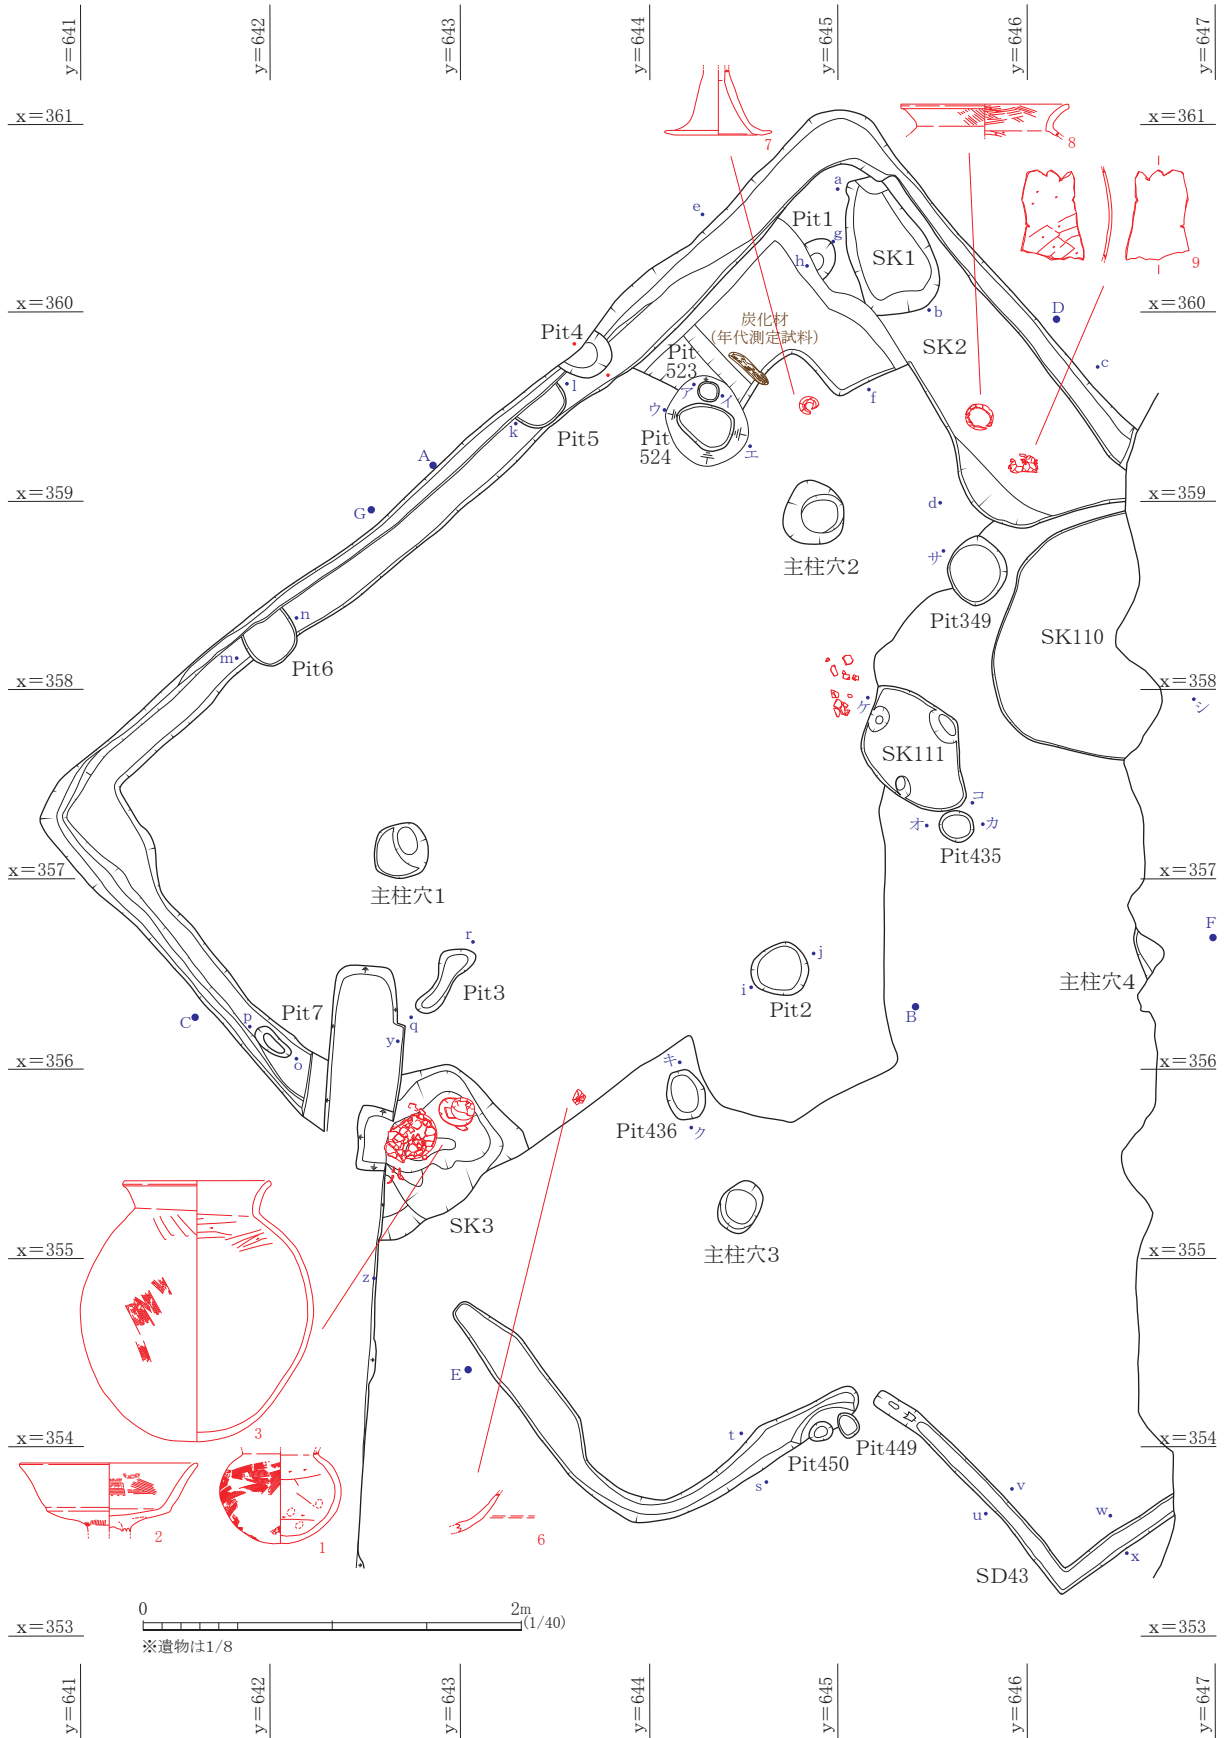 y=641
y=642
y=643
y=644
y=645
y=646
y=647
x=361
x=361
7
8
9
a
e
Pit1
g
h
SK1
b
x=360
x=360
D
炭化材
(年代測定試料)
Pit4
SK2
c
Pit
523
l
ア
イ
f
ウ
k
Pit5
Pit
524
エ
A
x=359
x=359
G
d
サ
主柱穴2
n
Pit349
m
Pit6
SK110
x=358
x=358
ケ
シ
SK111
コ
オ
カ
Pit435
x=357
x=357
主柱穴1
r
F
j
Pit3
i
Pit2
主柱穴4
C
p
Pit7
q
B
y
o
キ
x=356
x=356
Pit436
ク
SK3
主柱穴3
x=355
x=355
z
E
3
t
Pit449
x=354
x=354
Pit450
s
v
u
w
2
1
6
x
SD43
0
2m
(1/40)
x=353
x=353
※遺物は1/8
y=641
y=642
y=643
y=644
y=645
y=646
y=647